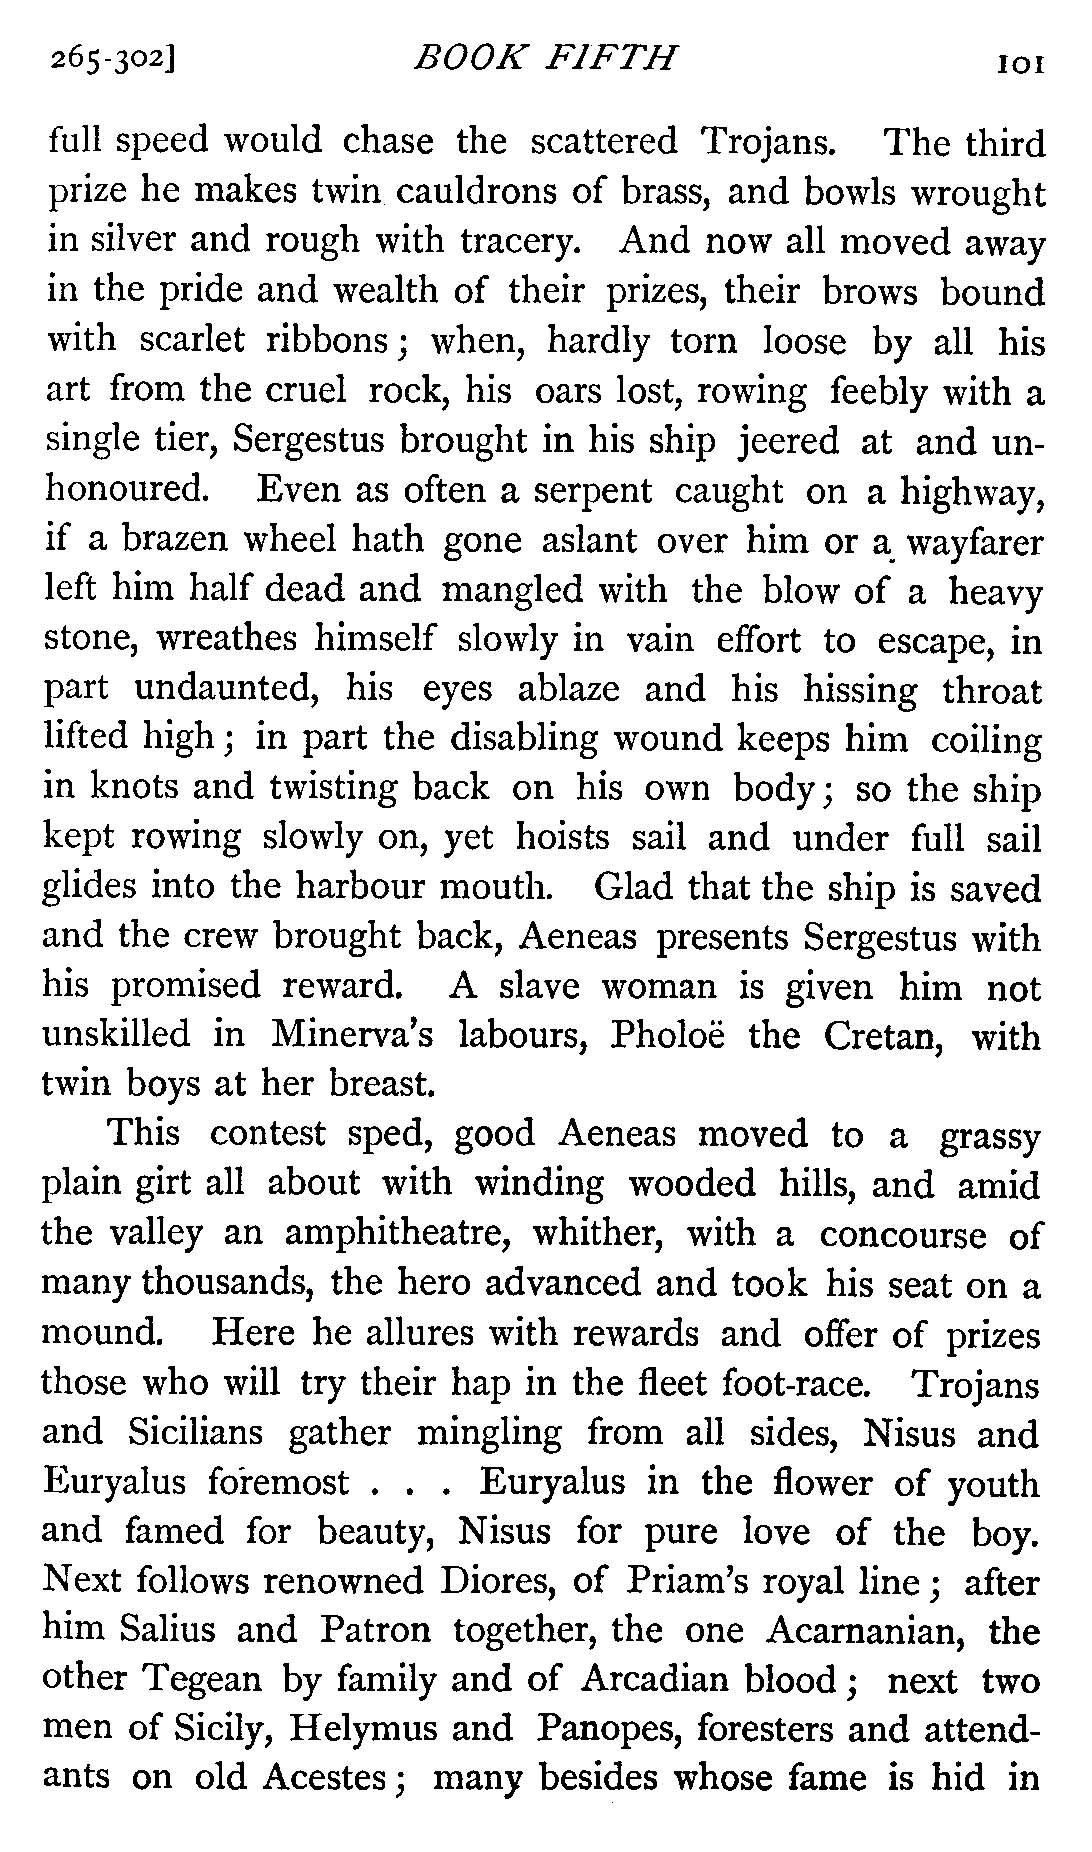 265-302] BOOK FIFTH 101
full speed would chase the scattered Trojans. The third
prize he makes twin cauldrons of brass, and bowls wrought
in silver and rough with tracery. And now all moved away
in the pride and wealth of their prizes, their brows bound
with scarlet ribbons; when, hardly torn loose by all his
art from the cruel rock, his oars lost, rowing feebly with a
single tier, Sergestus brought in his ship jeered at and un-
honoured. Even as often a serpent caught on a highway,
if a brazen wheel hath gone aslant over him or a wayfarer
left him half dead and mangled with the blow of a heavy
stone, wreathes himself slowly in vain effort to escape, in
part undaunted, his eyes ablaze and his hissing throat
lifted high; in part the disabling wound keeps him coiling
in knots and twisting back on his own body; so the ship
kept rowing slowly on, yet hoists sail and under full sail
glides into the harbour mouth. Glad that the ship is saved
and the crew brought back, Aeneas presents Sergestus with
his promised reward. A slave woman is given him not
unskilled in Minerva's labours, Pholoë the Cretan, with
twin boys at her breast.
This contest sped, good Aeneas moved to a grassy
plain girt all about with winding wooded hills, and amid
the valley an amphitheatre, whither, with a concourse of
many thousands, the hero advanced and took his seat on a
mound. Here he allures with rewards and offer of prizes
those who will try their hap in the fleet foot-race. Trojans
and Sicilians gather mingling from all sides, Nisus and
Euryalus foremost . . . Euryalus in the flower of youth
and famed for beauty, Nisus for pure love of the boy.
Next follows renowned Diores, of Priam's royal line; after
him Salius and Patron together, the one Acarnanian, the
other Tegean by family and of Arcadian blood; next two
men of Sicily, Helymus and Panopes, foresters and attend-
ants on old Acestes; many besides whose fame is hid in